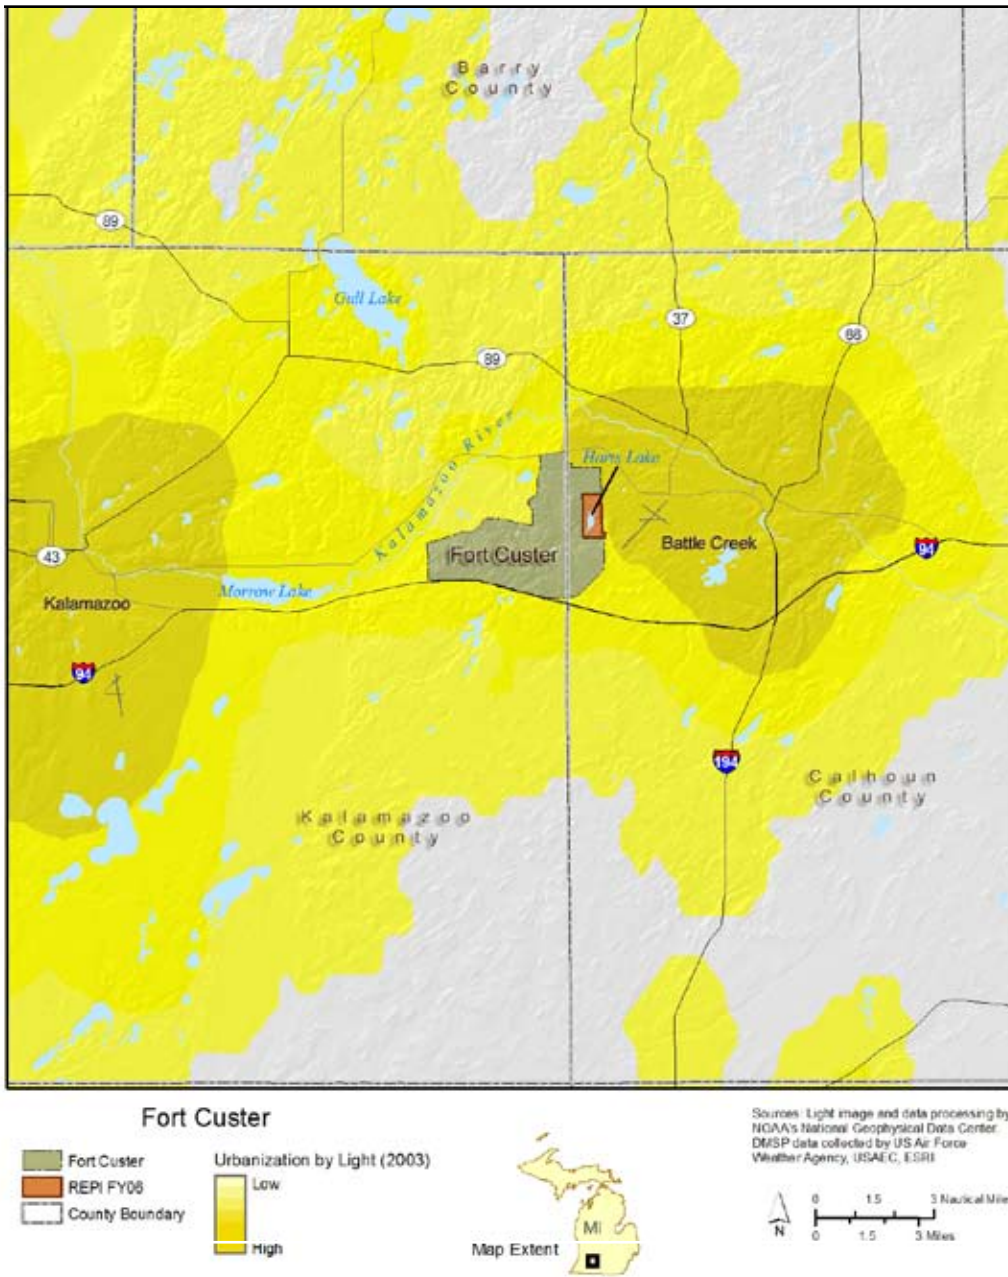 Barry
County
89
Gull Lake
37
66
89
Kalamazoo River
Harts Lake
43
Fort Custer
Battle Creek
94
Morrow Lake
Kalamazoo
94
194
Calhoun
County
Kalamazoo
County
Fort Custer
Fort Custer
REPI FY06
County Boundary
Urbanization by Light (2003)
Low
High
MI
Map Extent
Sources: Light image and data processing by
NOAA's National Geophysical Data Center.
DMSP data collected by US Air Force
Weather Agency, USAEC, ESRI
N
0 1.5 3 Nautical Mile
0 1.5 3 Miles